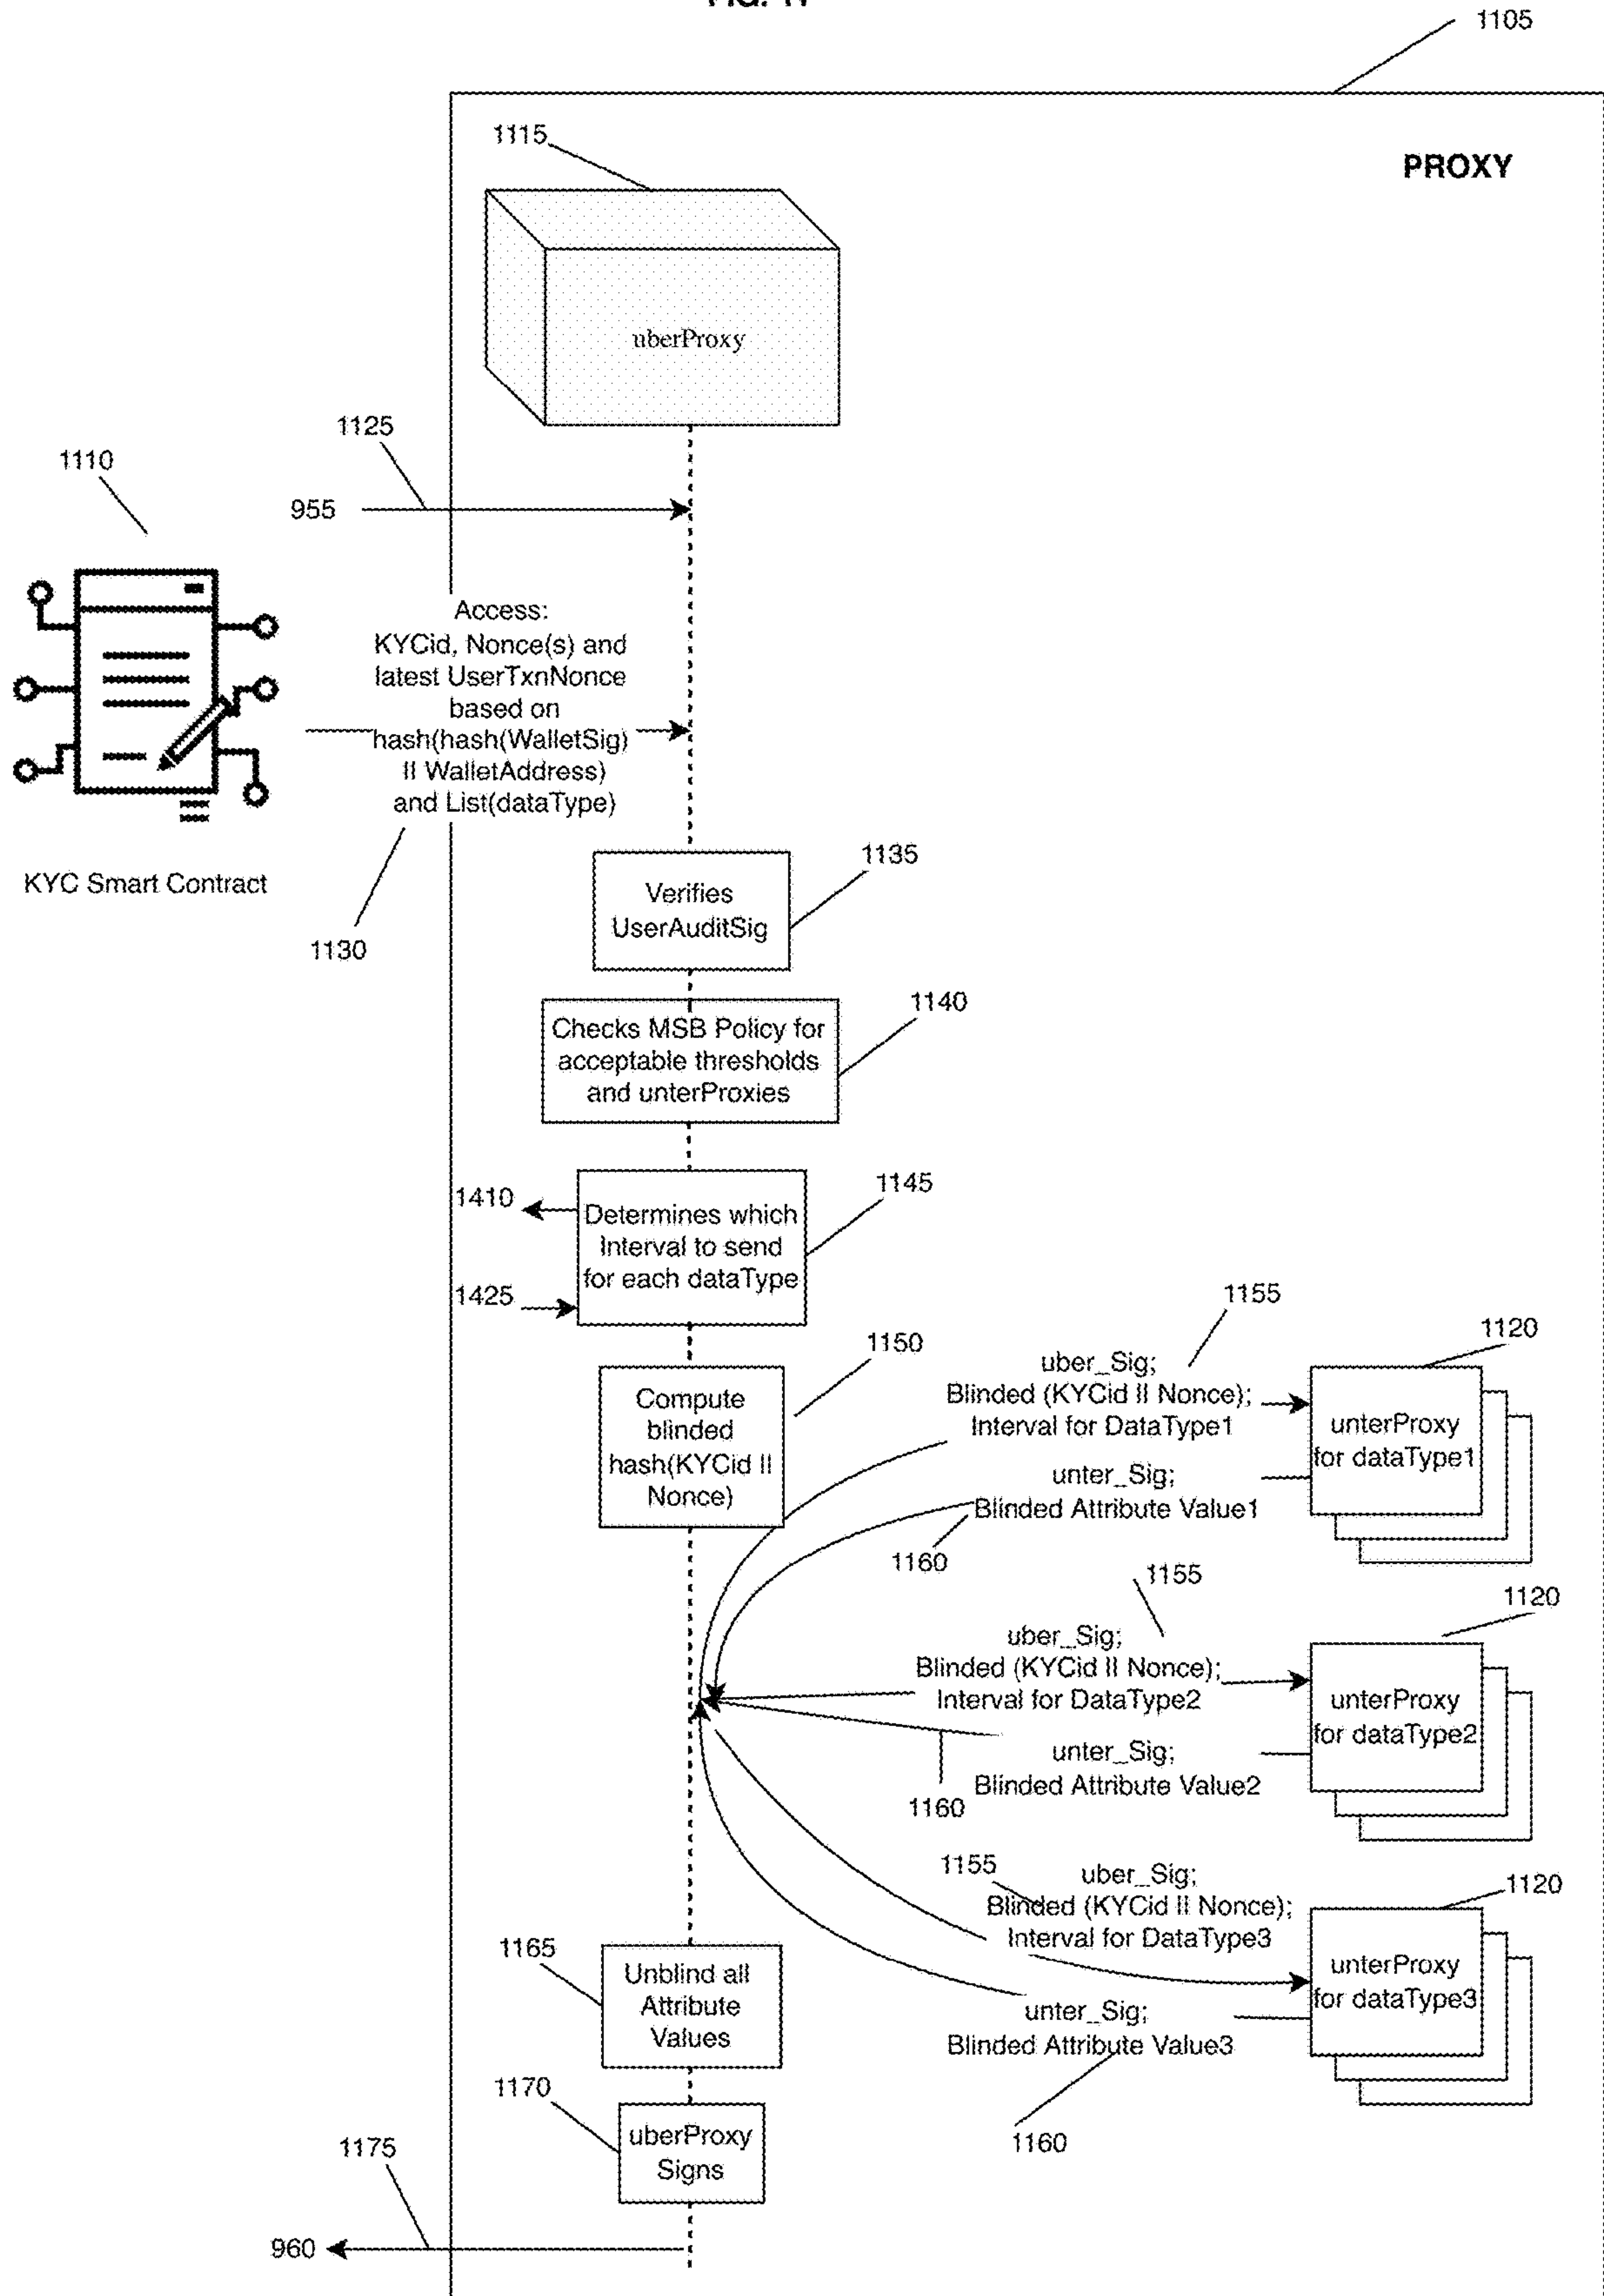 1105
PROXY
1115
uberProxy
1125
955
1110
Access:
KYCid, Nonce(s) and
latest UserTxnNonce
based on
hash(hash(WalletSig)
II WalletAddress)
and List(dataType)
KYC Smart Contract
1130
1135
Verifies
UserAuditSig
1140
Checks MSB Policy for
acceptable thresholds
and unterProxies
1145
1410
Determines which
Interval to send
for each dataType
1425
1150
Compute
blinded
hash(KYCid II
Nonce)
1155
uber_Sig;
Blinded (KYCid II Nonce);
Interval for DataType1
1120
unterProxy
for dataType1
unter_Sig;
Blinded Attribute Value1
1160
1155
uber_Sig;
Blinded (KYCid II Nonce);
Interval for DataType2
1120
unterProxy
for dataType2
unter_Sig;
Blinded Attribute Value2
1160
1155
uber_Sig;
Blinded (KYCid II Nonce);
Interval for DataType3
1120
unterProxy
for dataType3
unter_Sig;
Blinded Attribute Value3
1160
1165
Unblind all
Attribute
Values
1170
uberProxy
Signs
1175
960